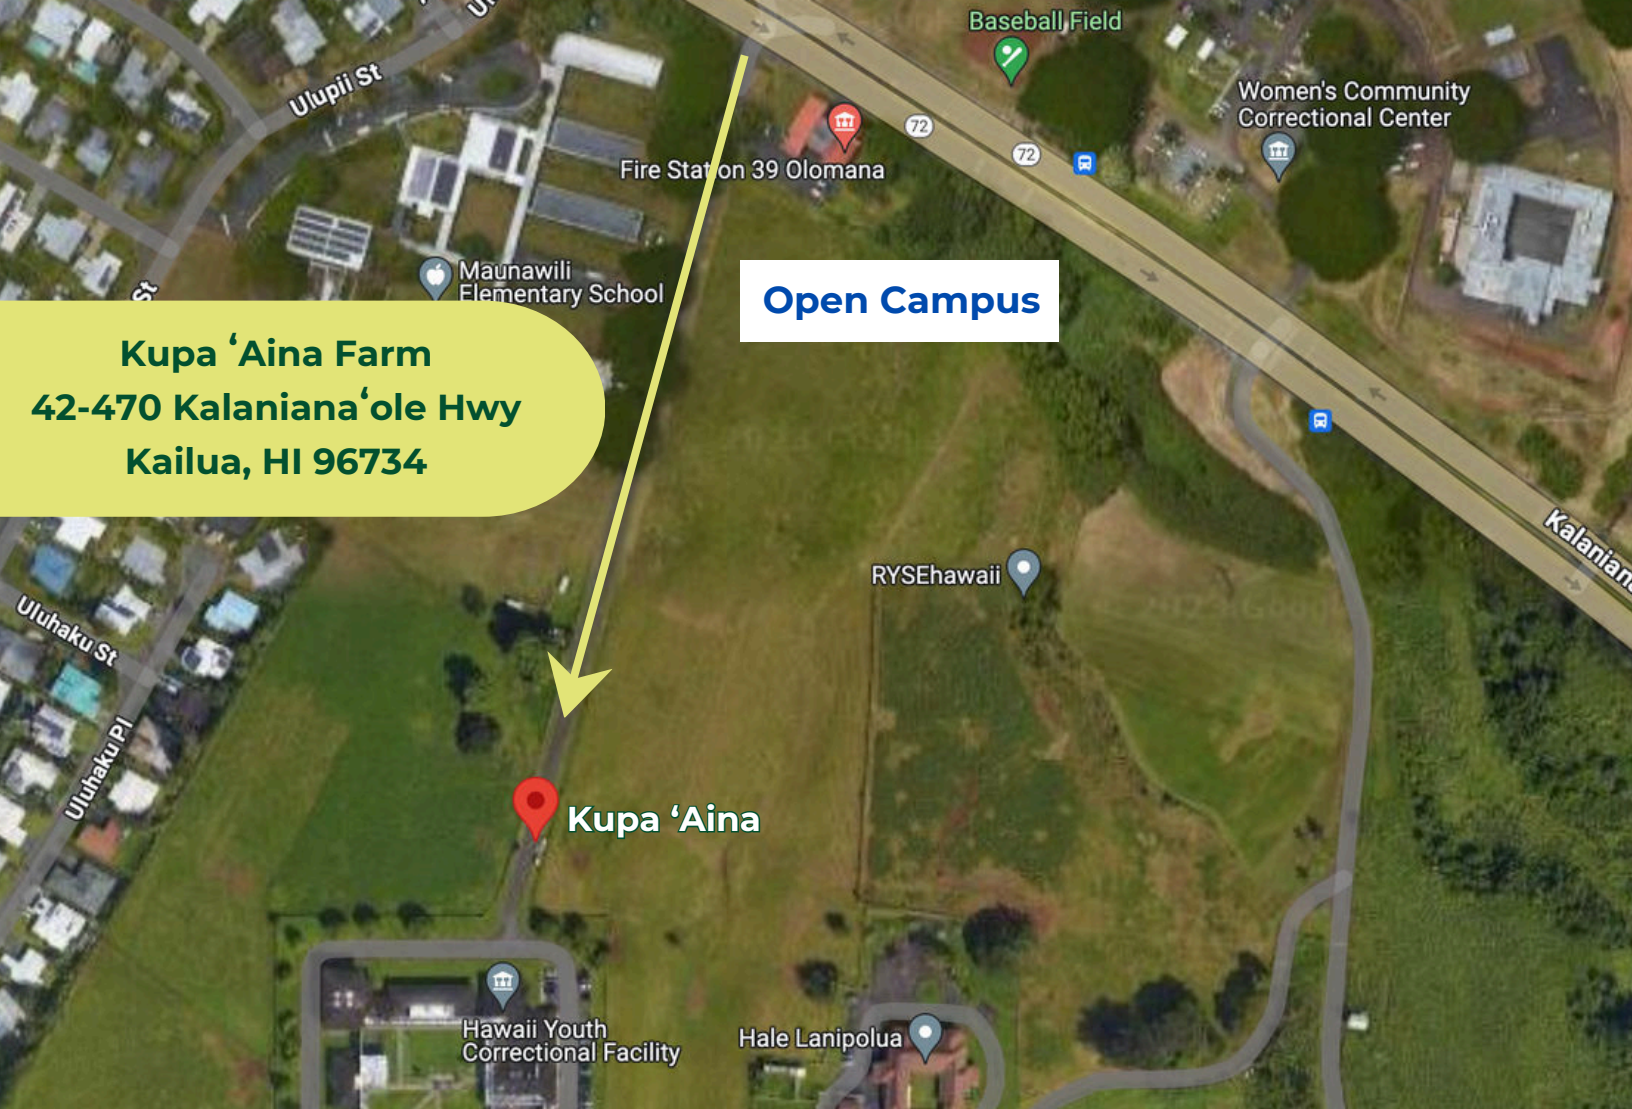 Baseball Field
Ulupii St
Women's Community
Correctional Center
72
Fire Station 39 Olomana
72
Maunawili
Elementary School
St
Open Campus
Kupa ʻAina Farm
42-470 Kalanianaʻole Hwy
Kailua, HI 96734
Kalaniana
RYSEhawaii
Uluhaku St
Uluhaku Pl
Kupa ʻAina
Hawaii Youth
Correctional Facility
Hale Lanipolua